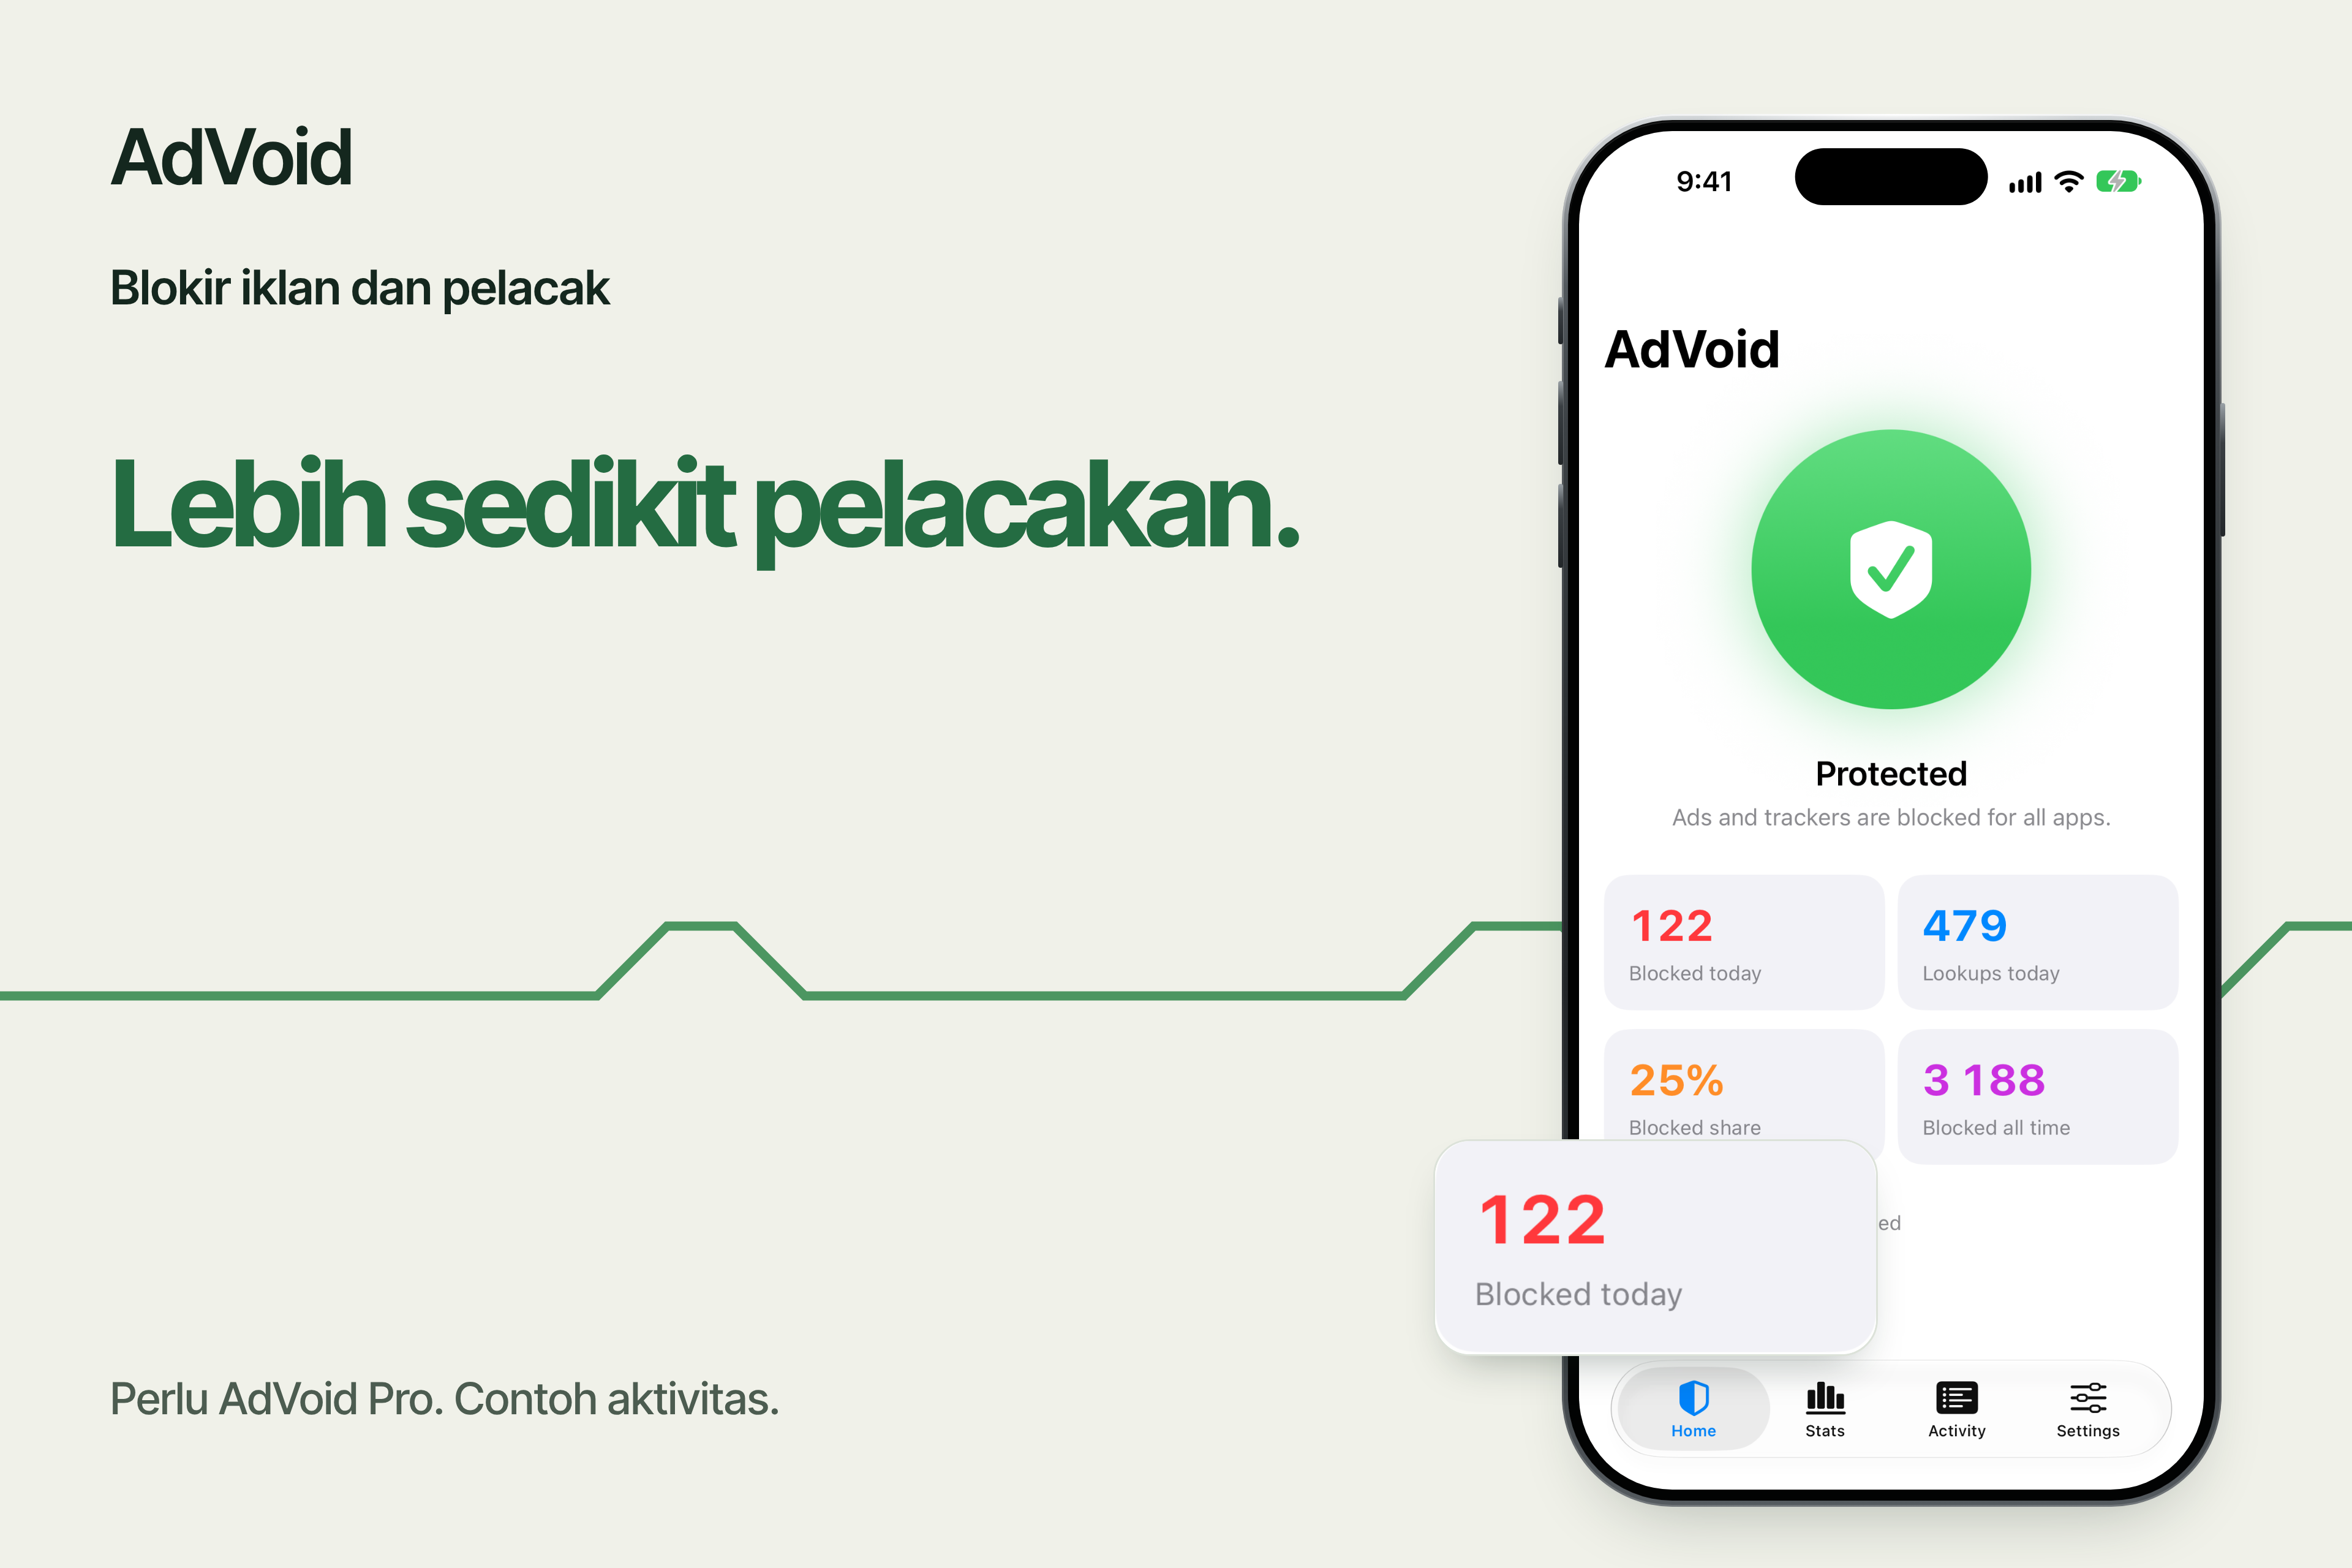 AdVoid
Blokir iklan dan pelacak
Lebih sedikit pelacakan.
Perlu AdVoid Pro. Contoh aktivitas.
9:41
AdVoid
Protected
Ads and trackers are blocked for all apps.
122
Blocked today
479
Lookups today
25%
Blocked share
3 188
Blocked all time
ed
122
Blocked today
Home
Stats
Activity
Settings